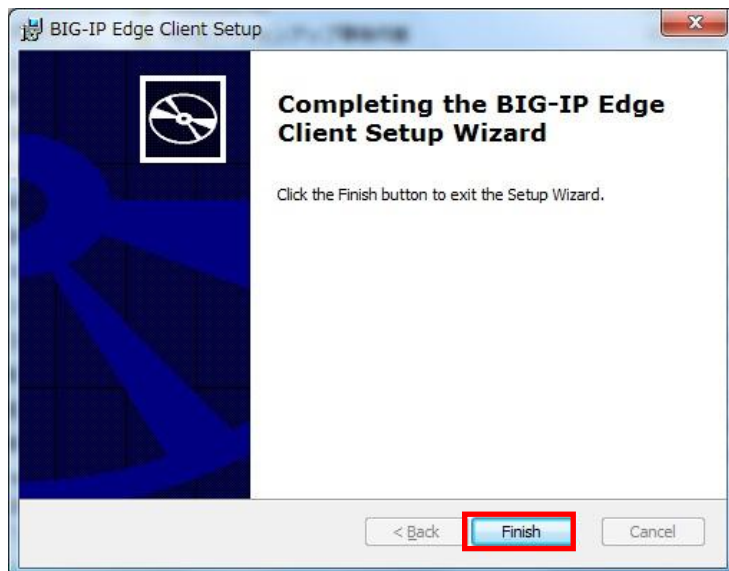 BIG-IP Edge Client Setup
Completing the BIG-IP Edge
Client Setup Wizard
Click the Finish button to exit the Setup Wizard.
< Back
Finish
Cancel